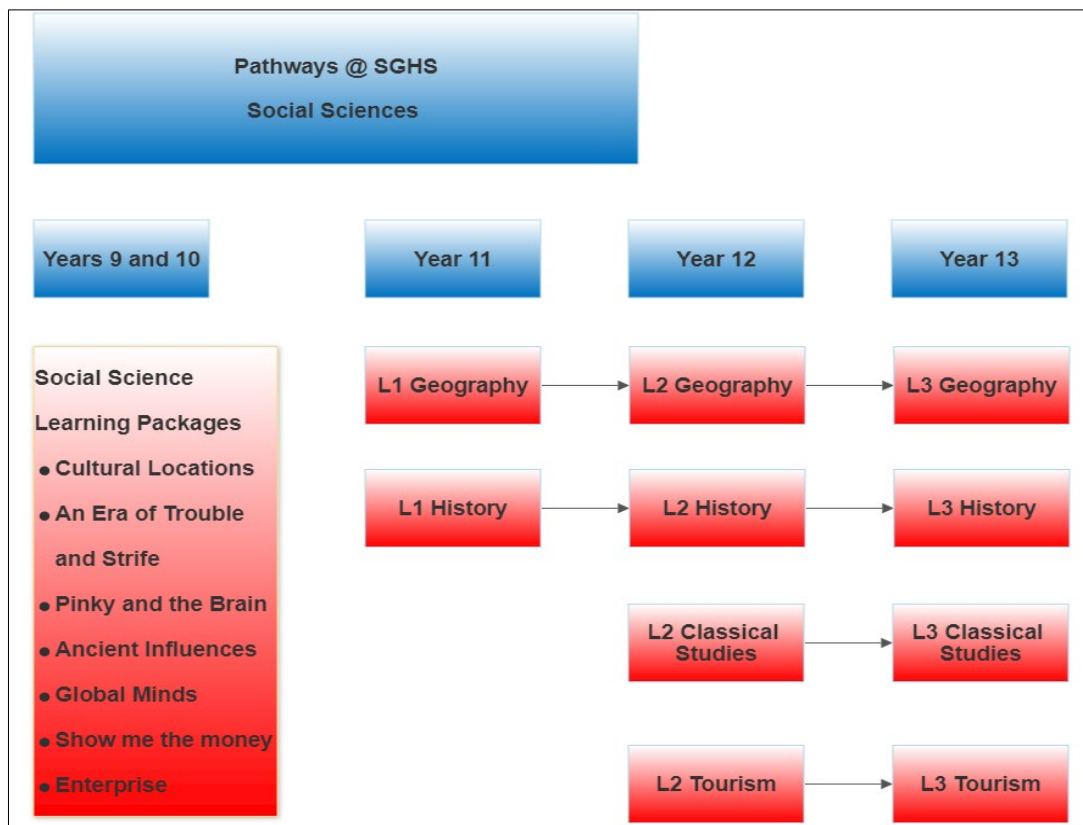 Pathways @ SGHS
Social Sciences
Years 9 and 10
Year 11
Year 12
Year 13
Social Science
Learning Packages
• Cultural Locations
• An Era of Trouble
and Strife
• Pinky and the Brain
• Ancient Influences
• Global Minds
• Show me the money
• Enterprise
L1 Geography
L2 Geography
L3 Geography
L1 History
L2 History
L3 History
L2 Classical
Studies
L3 Classical
Studies
L2 Tourism
L3 Tourism